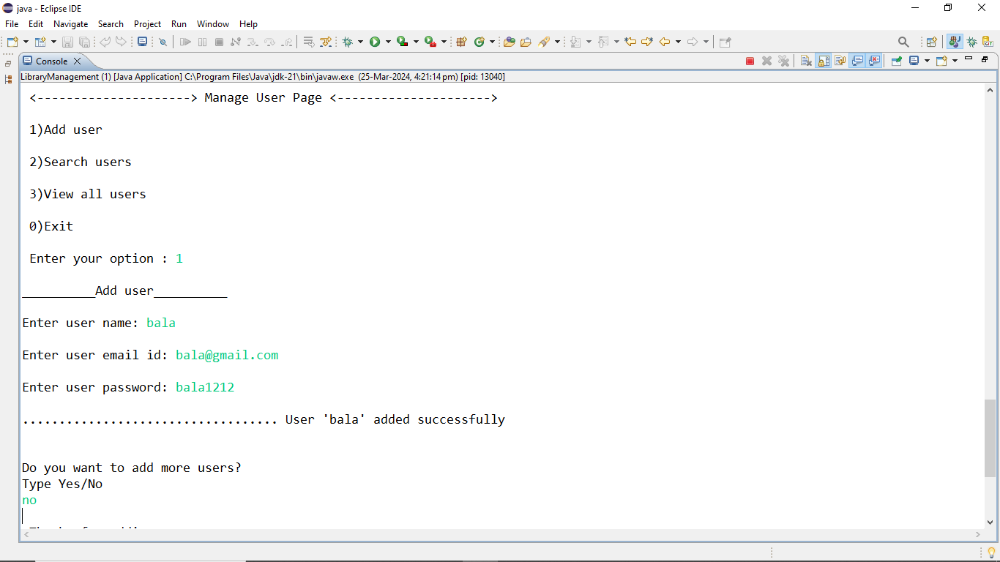 java - Eclipse IDE
File Edit Navigate Search Project Run Window Help
Console
LibraryManagement (1) [Java Application] C:\Program Files\Java\jdk-21\bin\javaw.exe (25-Mar-2024, 4:21:14 pm) [pid: 13040]
<---------------------> Manage User Page <--------------------->
1)Add user
2)Search users
3)View all users
0)Exit
Enter your option : 1
__________Add user__________
Enter user name: bala
Enter user email id: bala@gmail.com
Enter user password: bala1212
................................... User 'bala' added successfully
Do you want to add more users?
Type Yes/No
no